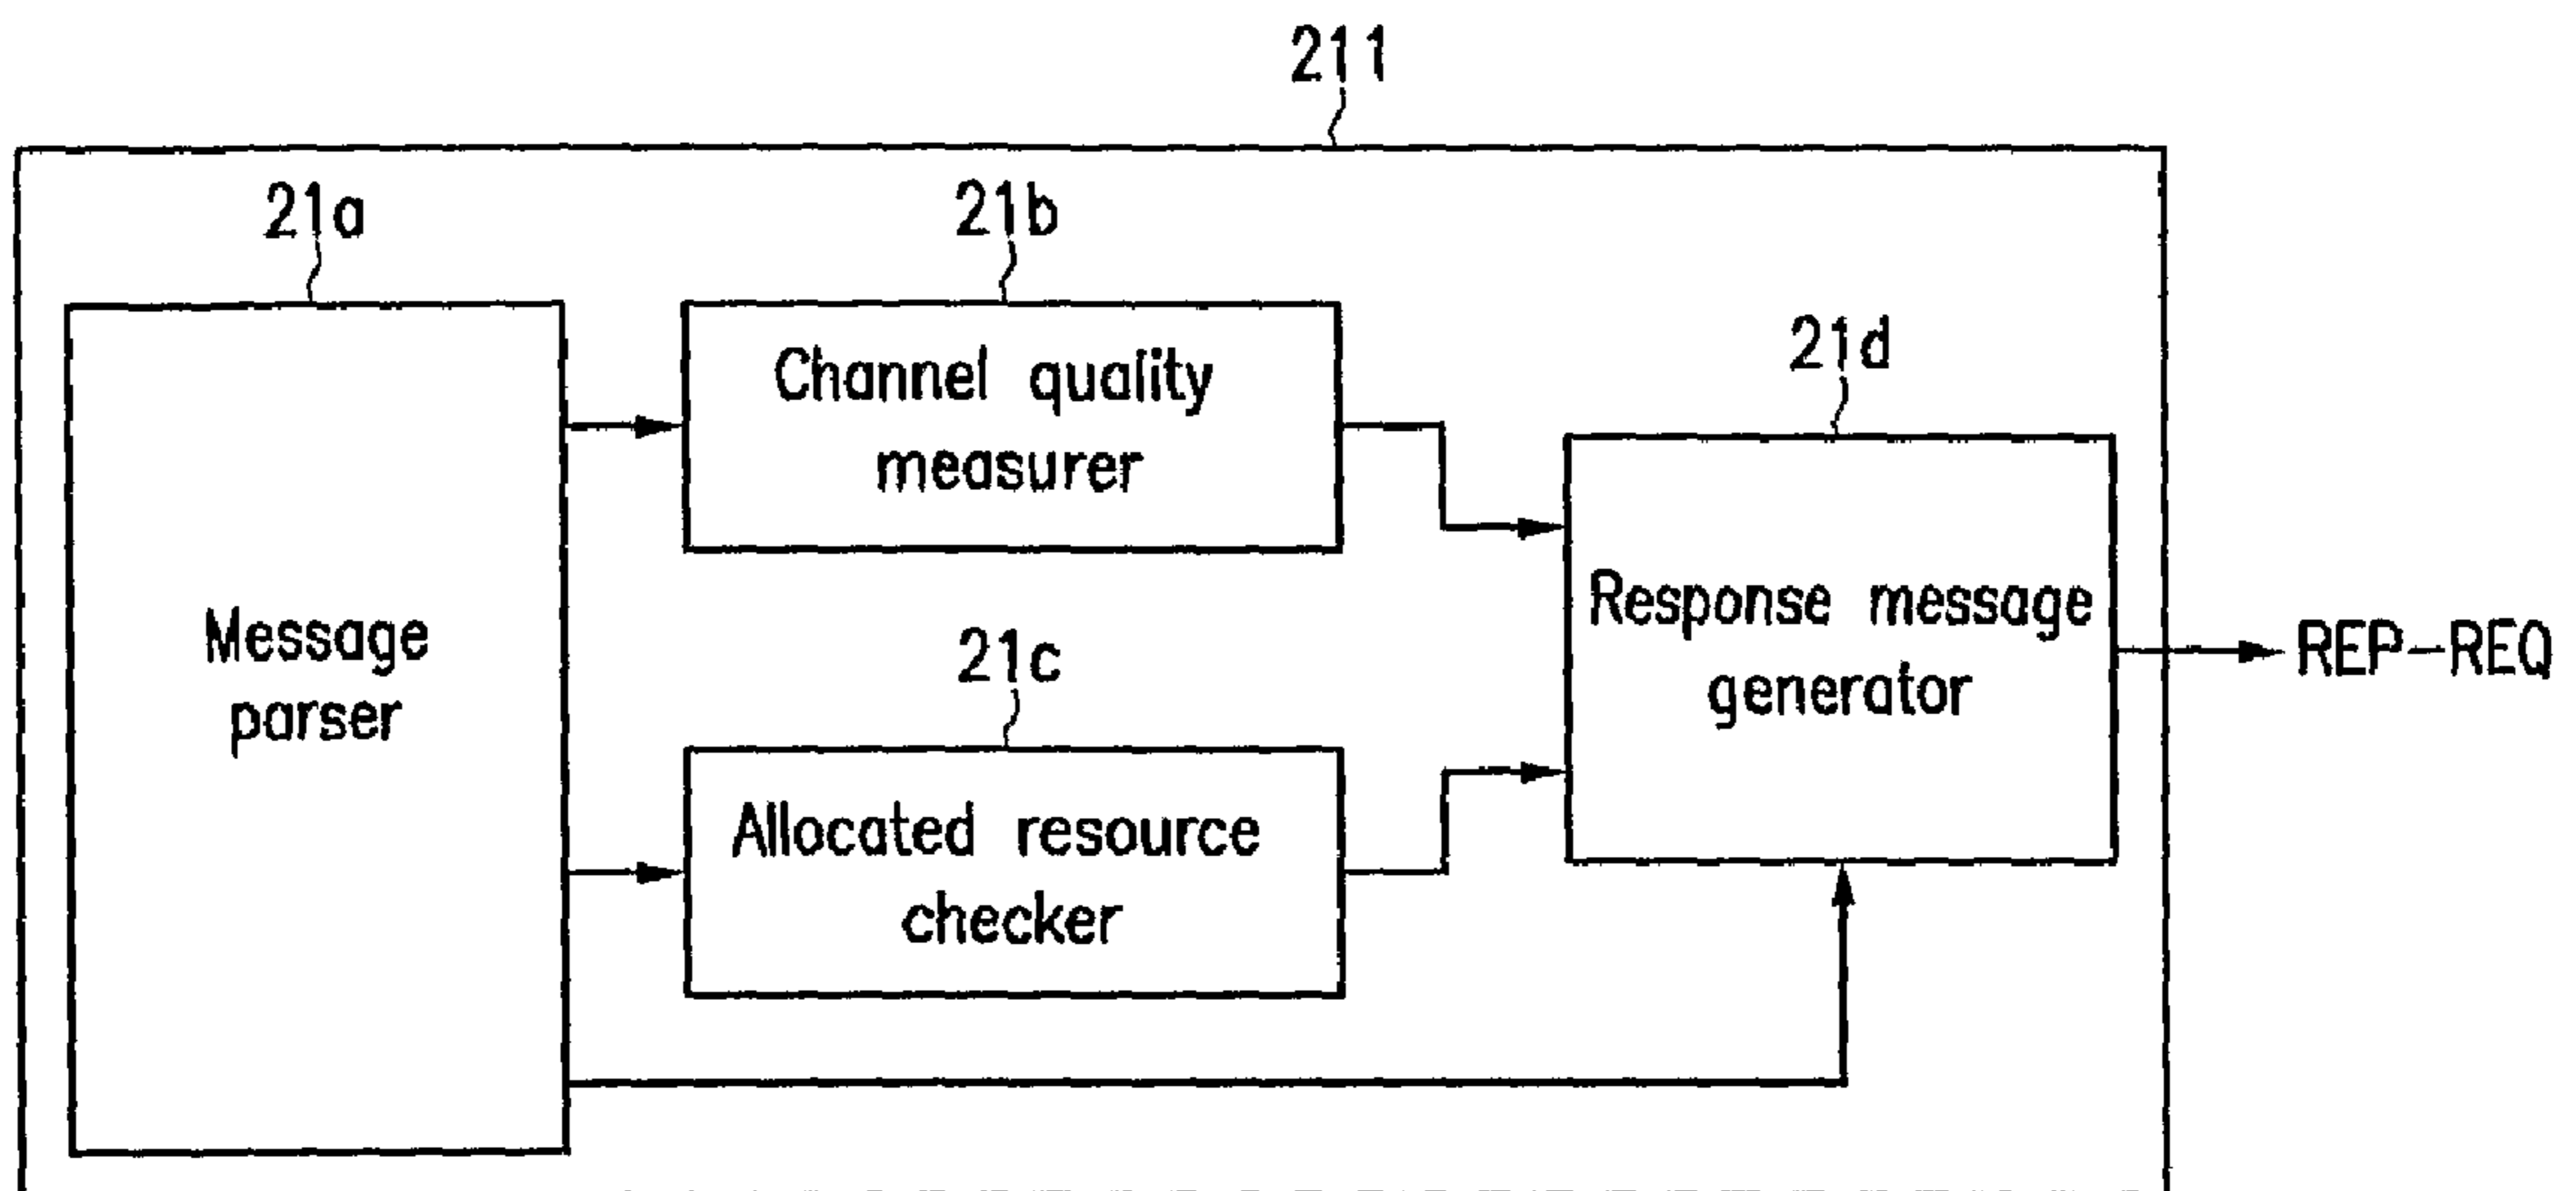 211
21a
21b
21d
Channel quality
measurer
Response message
generator
Message
parser
REP-REQ
21c
Allocated resource
checker